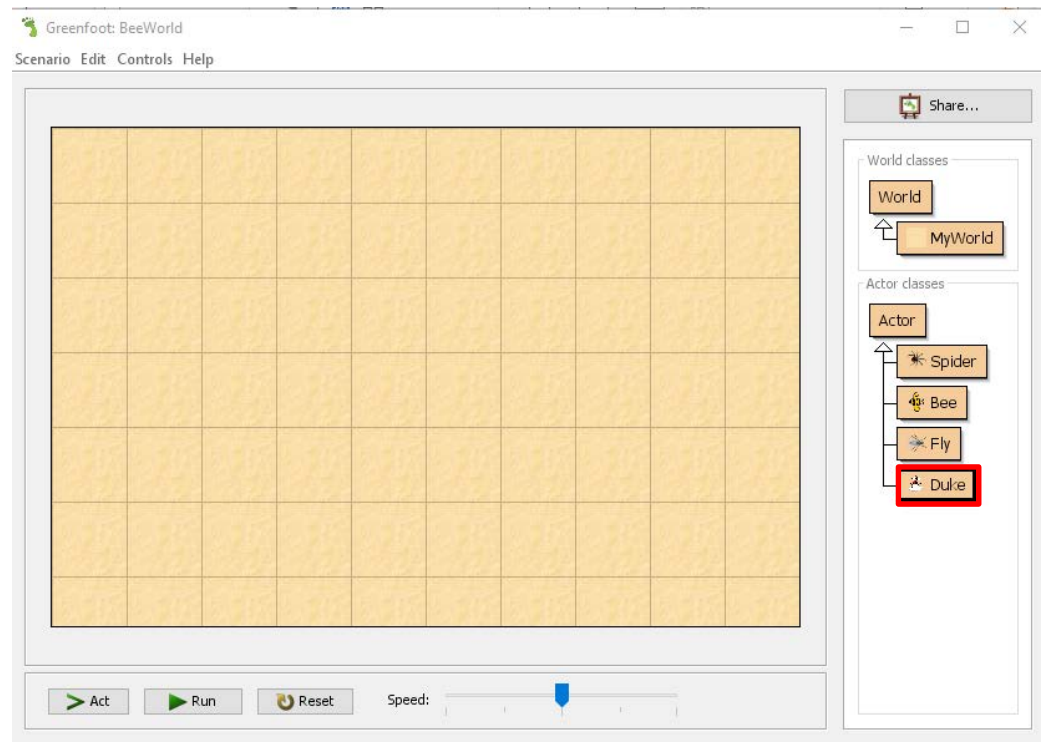 Greenfoot: BeeWorld
Scenario Edit Controls Help
Share...
World classes
World
MyWorld
Actor classes
Actor
Spider
Bee
Fly
Duke
Act
Run
Reset
Speed: